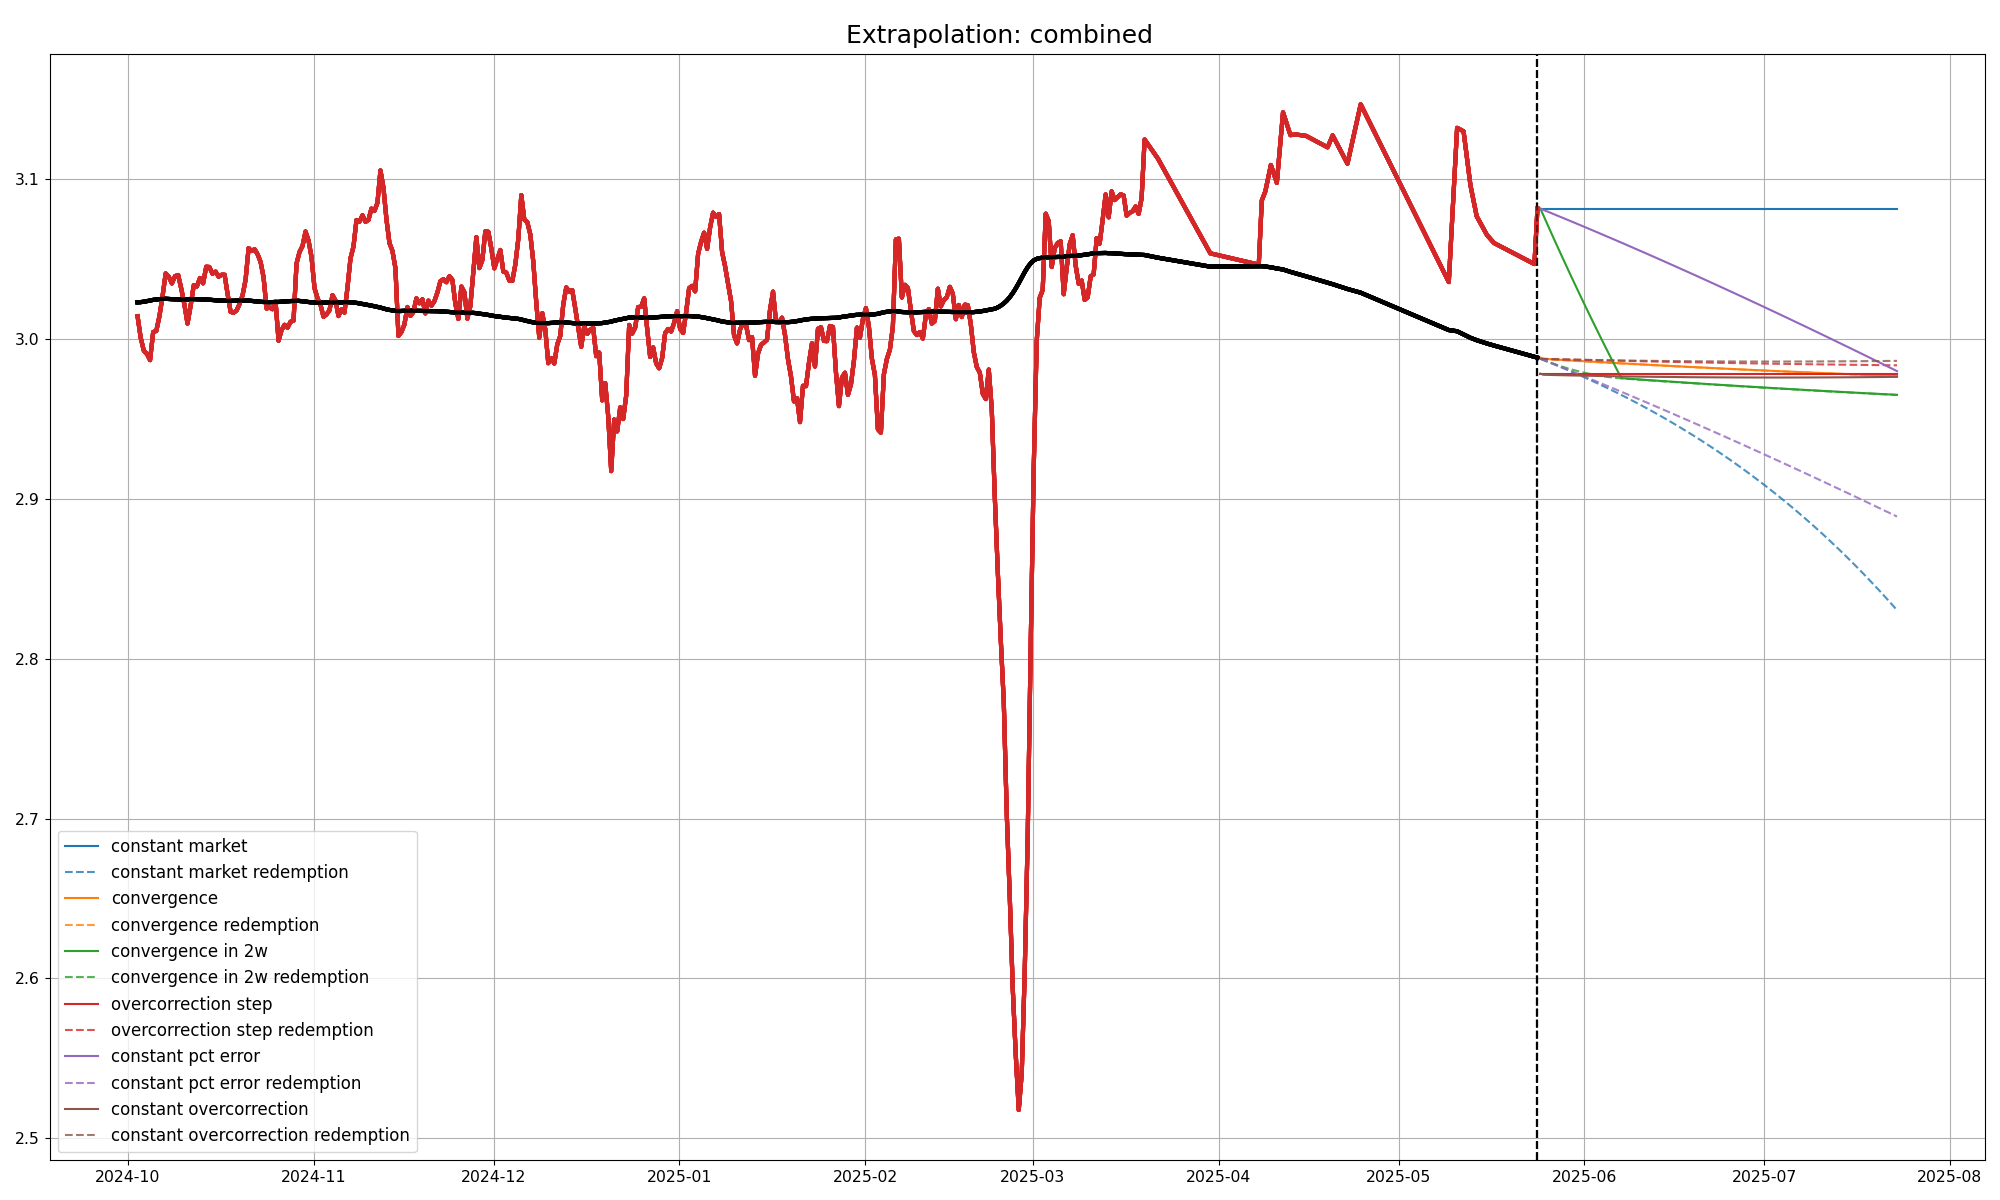 Extrapolation: combined
3.1
3.0
2.9
2.8
2.7
2.6
2.5
constant market
constant market redemption
convergence
convergence redemption
convergence in 2w
convergence in 2w redemption
overcorrection step
overcorrection step redemption
constant pct error
constant pct error redemption
constant overcorrection
constant overcorrection redemption
2024-10 2024-11 2024-12 2025-01 2025-02 2025-03 2025-04 2025-05 2025-06 2025-07 2025-08